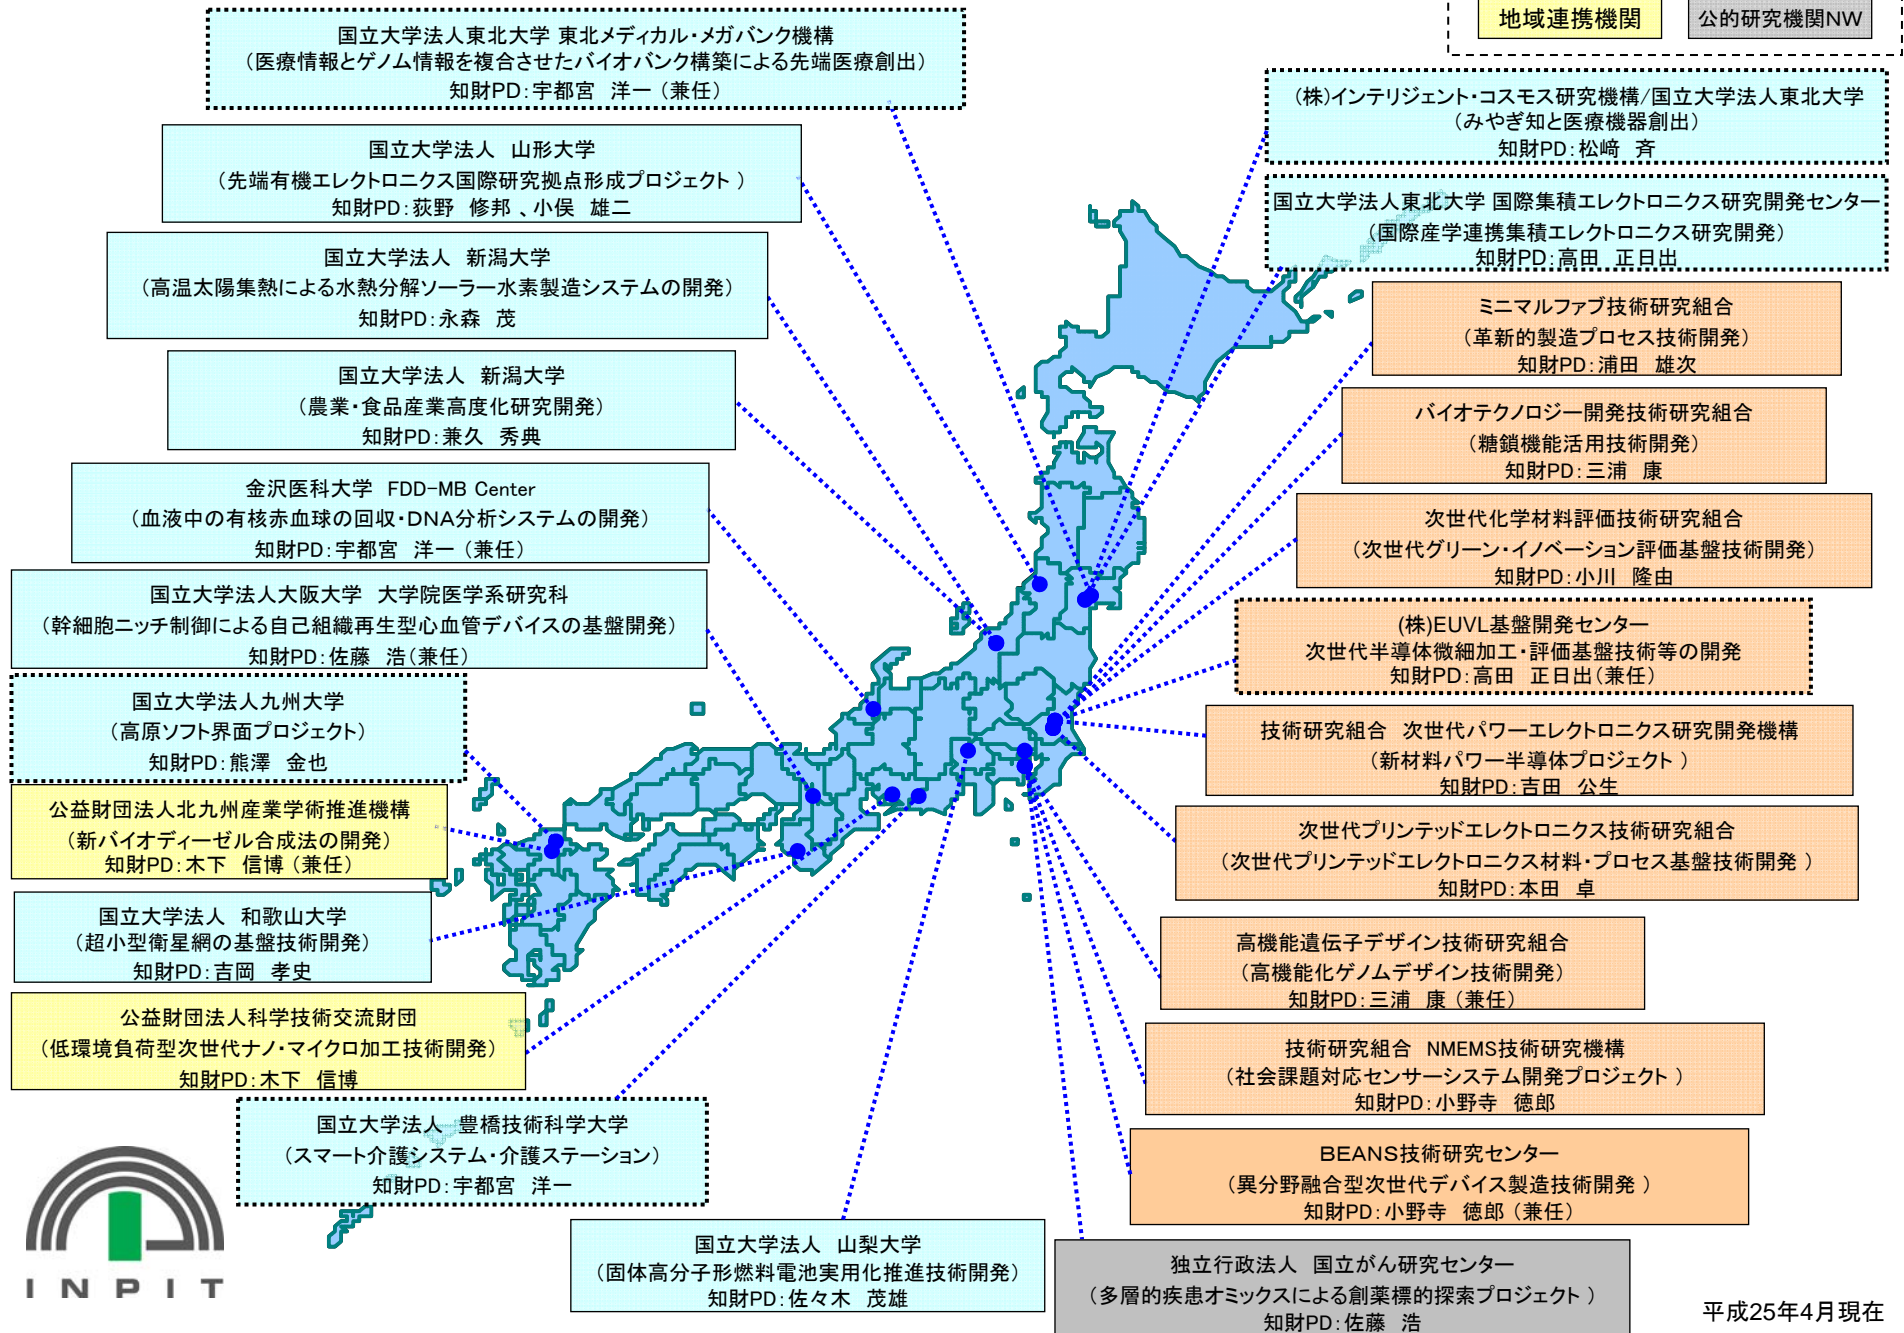 地域連携機関
公的研究機関NW
国立大学法人東北大学 東北メディカル・メガバンク機構
(医療情報とゲノム情報を複合させたバイオバンク構築による先端医療創出)
知財PD:宇都宮 洋一 (兼任)
(株)インテリジェント・コスモス研究機構/国立大学法人東北大学
(みやぎ知と医療機器創出)
知財PD:松﨑 斉
国立大学法人 山形大学
(先端有機エレクトロニクス国際研究拠点形成プロジェクト )
知財PD:荻野 修邦 、小俣 雄二
国立大学法人東北大学 国際集積エレクトロニクス研究開発センター
(国際産学連携集積エレクトロニクス研究開発)
知財PD:高田 正日出
国立大学法人 新潟大学
(高温太陽集熱による水熱分解ソーラー水素製造システムの開発)
知財PD:永森 茂
ミニマルファブ技術研究組合
(革新的製造プロセス技術開発)
知財PD:浦田 雄次
国立大学法人 新潟大学
(農業・食品産業高度化研究開発)
知財PD:兼久 秀典
バイオテクノロジー開発技術研究組合
(糖鎖機能活用技術開発)
知財PD:三浦 康
金沢医科大学 FDD-MB Center
(血液中の有核赤血球の回収・DNA分析システムの開発)
知財PD:宇都宮 洋一 (兼任)
次世代化学材料評価技術研究組合
(次世代グリーン・イノベーション評価基盤技術開発)
知財PD:小川 隆由
国立大学法人大阪大学 大学院医学系研究科
(幹細胞ニッチ制御による自己組織再生型心血管デバイスの基盤開発)
知財PD:佐藤 浩(兼任)
(株)EUVL基盤開発センター
次世代半導体微細加工・評価基盤技術等の開発
知財PD:高田 正日出(兼任)
国立大学法人九州大学
(高原ソフト界面プロジェクト)
知財PD:熊澤 金也
技術研究組合 次世代パワーエレクトロニクス研究開発機構
(新材料パワー半導体プロジェクト )
知財PD:吉田 公生
公益財団法人北九州産業学術推進機構
(新バイオディーゼル合成法の開発)
知財PD:木下 信博 (兼任)
次世代プリンテッドエレクトロニクス技術研究組合
(次世代プリンテッドエレクトロニクス材料・プロセス基盤技術開発 )
知財PD:本田 卓
国立大学法人 和歌山大学
(超小型衛星網の基盤技術開発)
知財PD:吉岡 孝史
高機能遺伝子デザイン技術研究組合
(高機能化ゲノムデザイン技術開発)
知財PD:三浦 康 (兼任)
公益財団法人科学技術交流財団
(低環境負荷型次世代ナノ・マイクロ加工技術開発)
知財PD:木下 信博
技術研究組合 NMEMS技術研究機構
(社会課題対応センサーシステム開発プロジェクト )
知財PD:小野寺 徳郎
国立大学法人 豊橋技術科学大学
(スマート介護システム・介護ステーション)
知財PD:宇都宮 洋一
BEANS技術研究センター
(異分野融合型次世代デバイス製造技術開発 )
知財PD:小野寺 徳郎 (兼任)
国立大学法人 山梨大学
(固体高分子形燃料電池実用化推進技術開発)
知財PD:佐々木 茂雄
独立行政法人 国立がん研究センター
(多層的疾患オミックスによる創薬標的探索プロジェクト )
知財PD:佐藤 浩
INPIT
平成25年4月現在